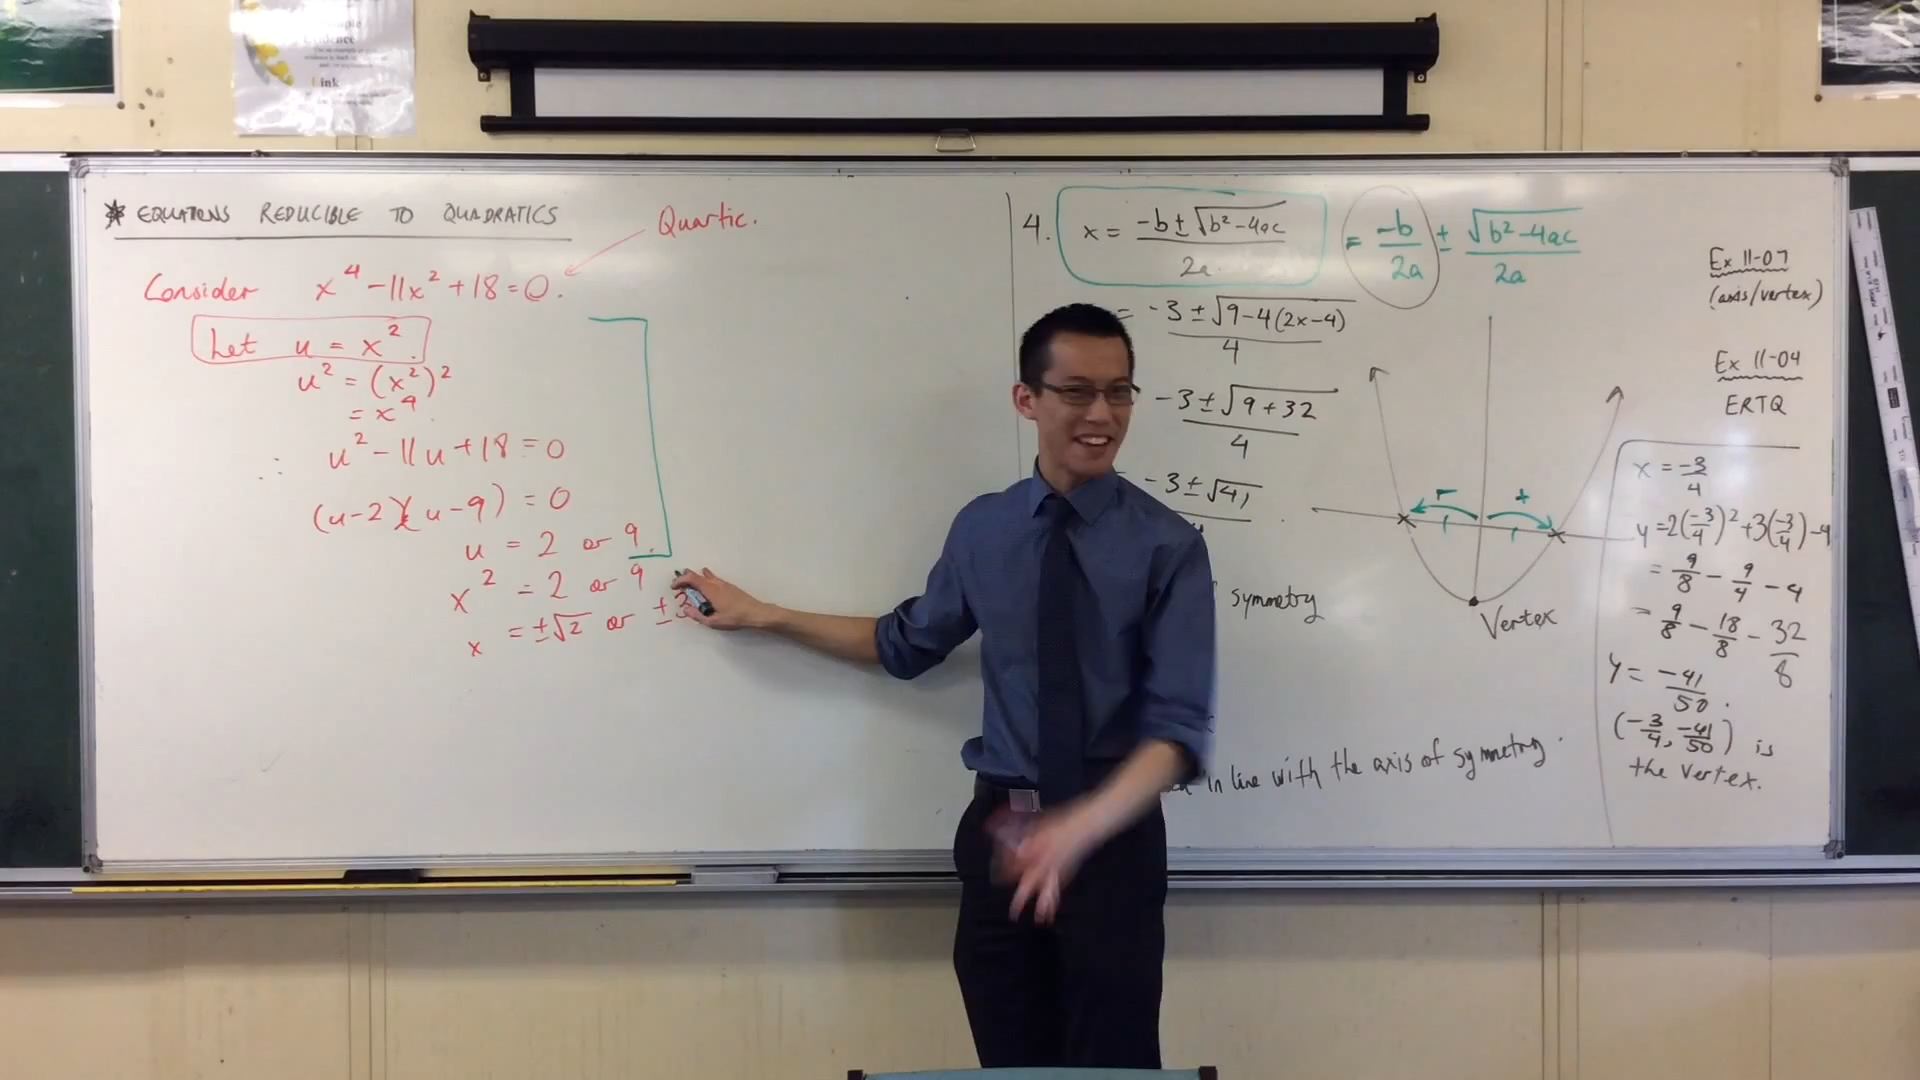 * EQUATIONS REDUCIBLE TO QUADRATICS
Quartic.
Consider x⁴ - 11x² + 18 = 0.
Let u = x².
u² = (x²)²
= x⁴.
∴ u² - 11u + 18 = 0
(u-2)(u-9) = 0
u = 2 or 9.
x² = 2 or 9
x = ±√2 or ±3
4. x = (-b ± √(b² - 4ac))/2a = -b/2a ± √(b² - 4ac)/2a
= (-3 ± √(9 - 4(2x-4)))/4
(-3 ± √(9 + 32))/4
-3 ± √41
symmetry
in line with the axis of symmetry.
- +
Vertex
Ex 11-07
(axis/vertex)
Ex 11-04
ERTQ
x = -3/4
y = 2(-3/4)² + 3(-3/4) - 4
= 9/8 - 9/4 - 4
= 9/8 - 18/8 - 32/8
y = -41/50.
(-3/4, -41/50) is
the vertex.
Link